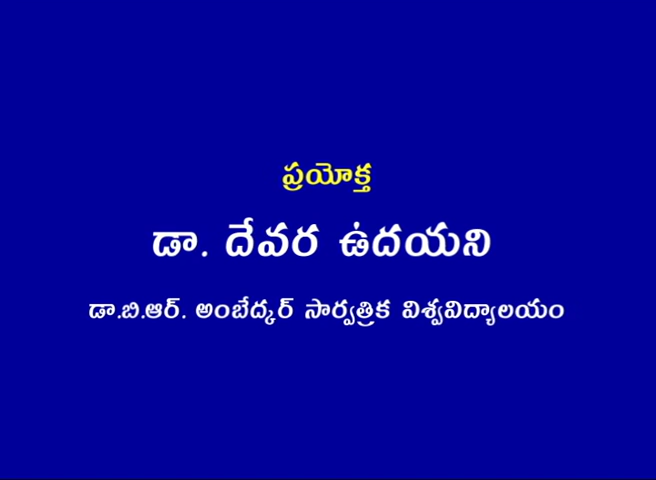 ప్రయోక్త
డా. దేవర ఉదయని
డా.బి.ఆర్. అంబేద్కర్ సార్వత్రిక విశ్వవిద్యాలయం